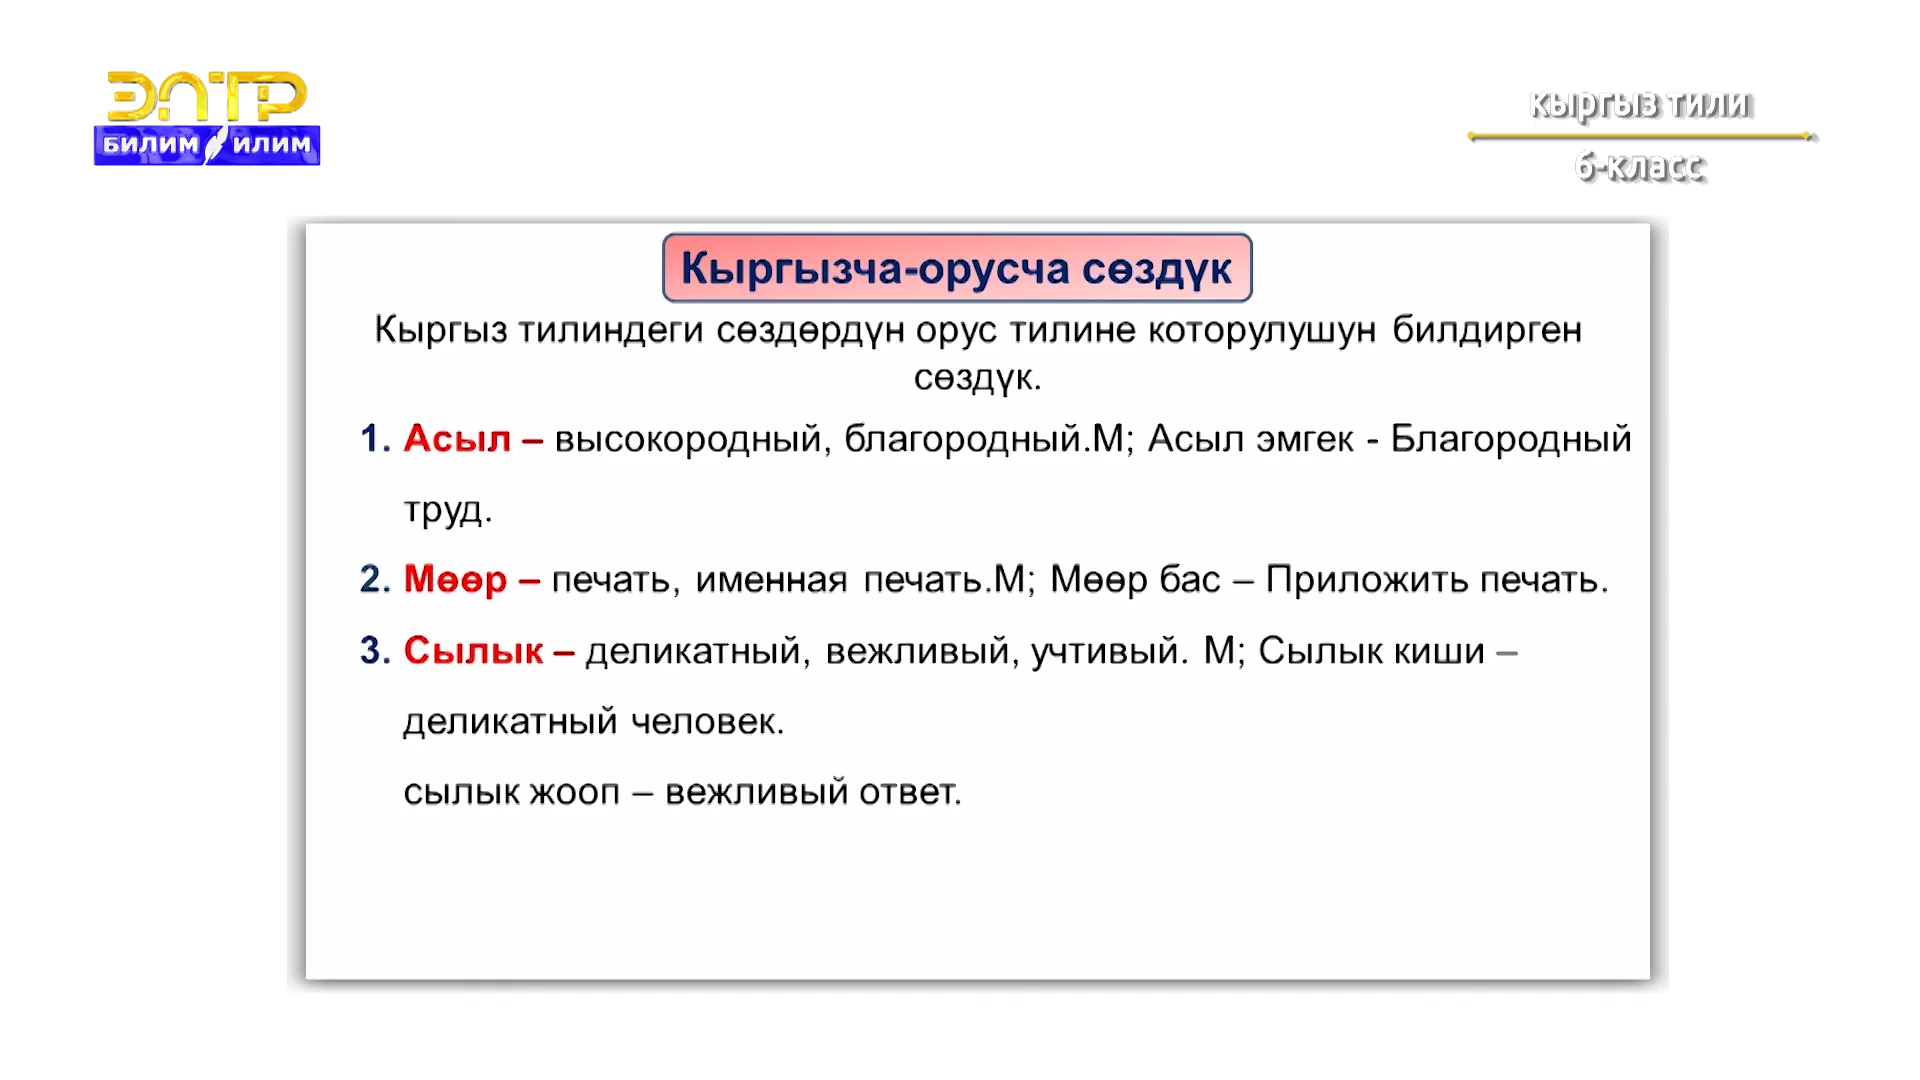 ЭЛТР
БИЛИМ ИЛИМ
кыргыз тили
6-класс
Кыргызча-орусча сөздүк
Кыргыз тилиндеги сөздөрдүн орус тилине которулушун билдирген
сөздүк.
1. Асыл – высокородный, благородный.М; Асыл эмгек - Благородный
труд.
2. Мөөр – печать, именная печать.М; Мөөр бас – Приложить печать.
3. Сылык – деликатный, вежливый, учтивый. М; Сылык киши –
деликатный человек.
сылык жооп – вежливый ответ.